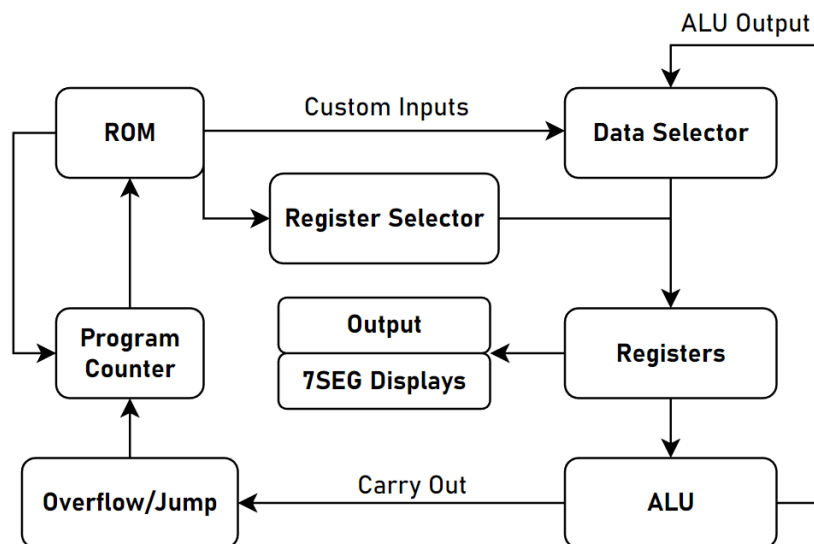 ALU Output
ROM
Custom Inputs
Data Selector
Register Selector
Program
Counter
Output
7SEG Displays
Registers
Overflow/Jump
Carry Out
ALU